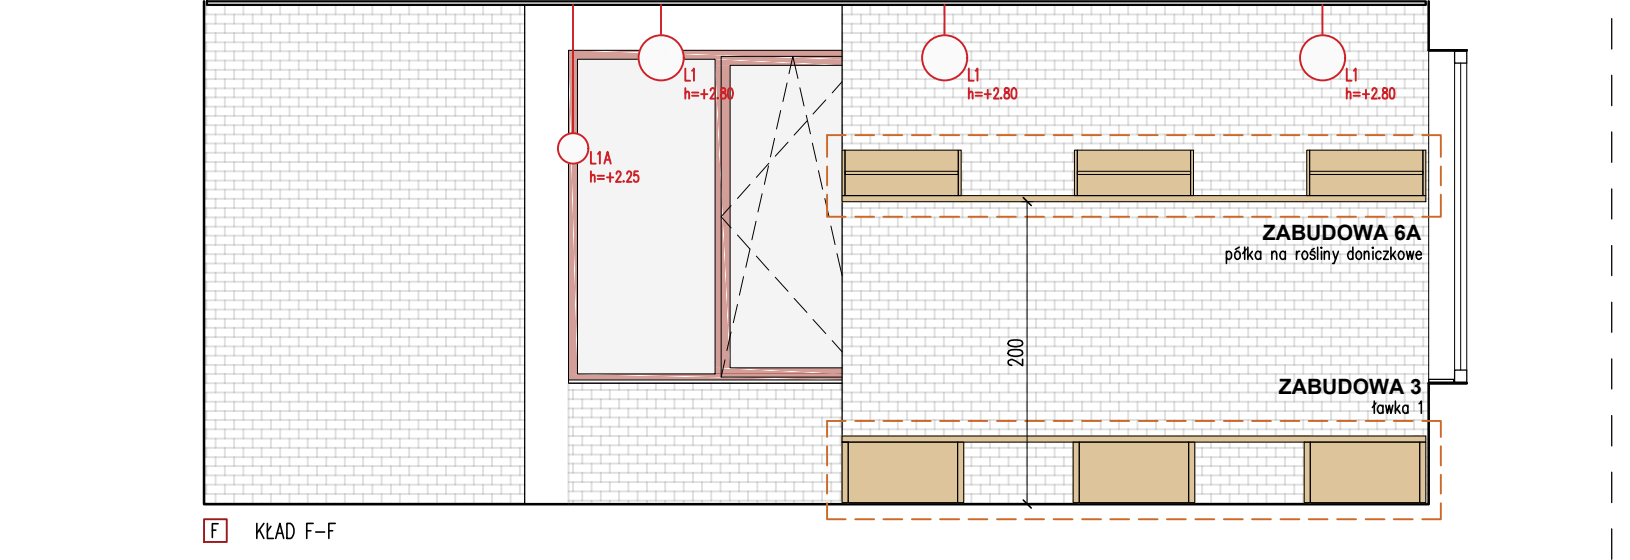 L1
h=+2.80
L1
h=+2.80
L1
h=+2.80
L1A
h=+2.25
ZABUDOWA 6A
półka na rośliny doniczkowe
200
ZABUDOWA 3
ławka 1
F KŁAD F-F